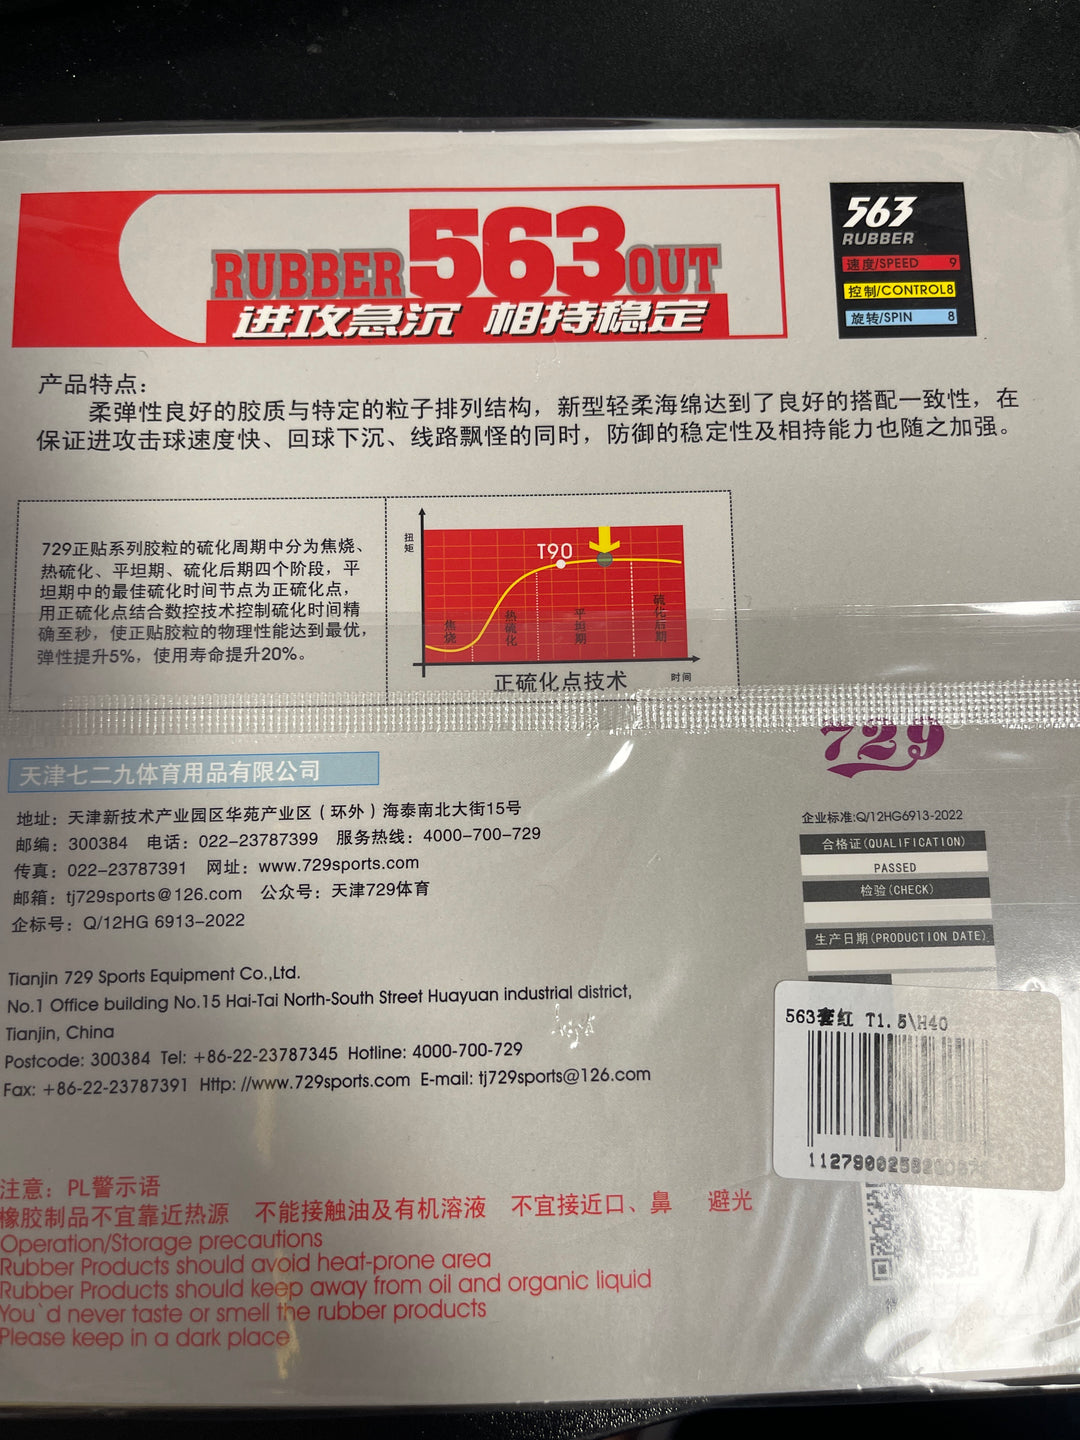 RUBBER 563 OUT
进攻急沉 相持稳定
563
RUBBER
速度/SPEED 9
控制/CONTROL 8
旋转/SPIN 8
产品特点：
柔弹性良好的胶质与特定的粒子排列结构，新型轻柔海绵达到了良好的搭配一致性，在
保证进攻击球速度快、回球下沉、线路飘怪的同时，防御的稳定性及相持能力也随之加强。
729正贴系列胶粒的硫化周期中分为焦烧、
热硫化、平坦期、硫化后期四个阶段，平
坦期中的最佳硫化时间节点为正硫化点，
用正硫化点结合数控技术控制硫化时间精
确至秒，使正贴胶粒的物理性能达到最优，
弹性提升5%，使用寿命提升20%。
扭矩
T90
焦烧
热硫化
平坦期
硫化后期
时间
正硫化点技术
729
天津七二九体育用品有限公司
地址：天津新技术产业园区华苑产业区（环外）海泰南北大街15号
邮编：300384 电话：022-23787399 服务热线：4000-700-729
传真：022-23787391 网址：www.729sports.com
邮箱：tj729sports@126.com 公众号：天津729体育
企标号：Q/12HG 6913-2022
企业标准:Q/12HG6913-2022
合格证(QUALIFICATION)
PASSED
检验(CHECK)
生产日期(PRODUCTION DATE)
Tianjin 729 Sports Equipment Co.,Ltd.
No.1 Office building No.15 Hai-Tai North-South Street Huayuan industrial district,
Tianjin, China
Postcode: 300384 Tel: +86-22-23787345 Hotline: 4000-700-729
Fax: +86-22-23787391 Http: //www.729sports.com E-mail: tj729sports@126.com
563套红 T1.5\H40
注意：PL警示语
橡胶制品不宜靠近热源 不能接触油及有机溶液 不宜接近口、鼻 避光
Operation/Storage precautions
Rubber Products should avoid heat-prone area
Rubber Products should keep away from oil and organic liquid
You`d never taste or smell the rubber products
Please keep in a dark place